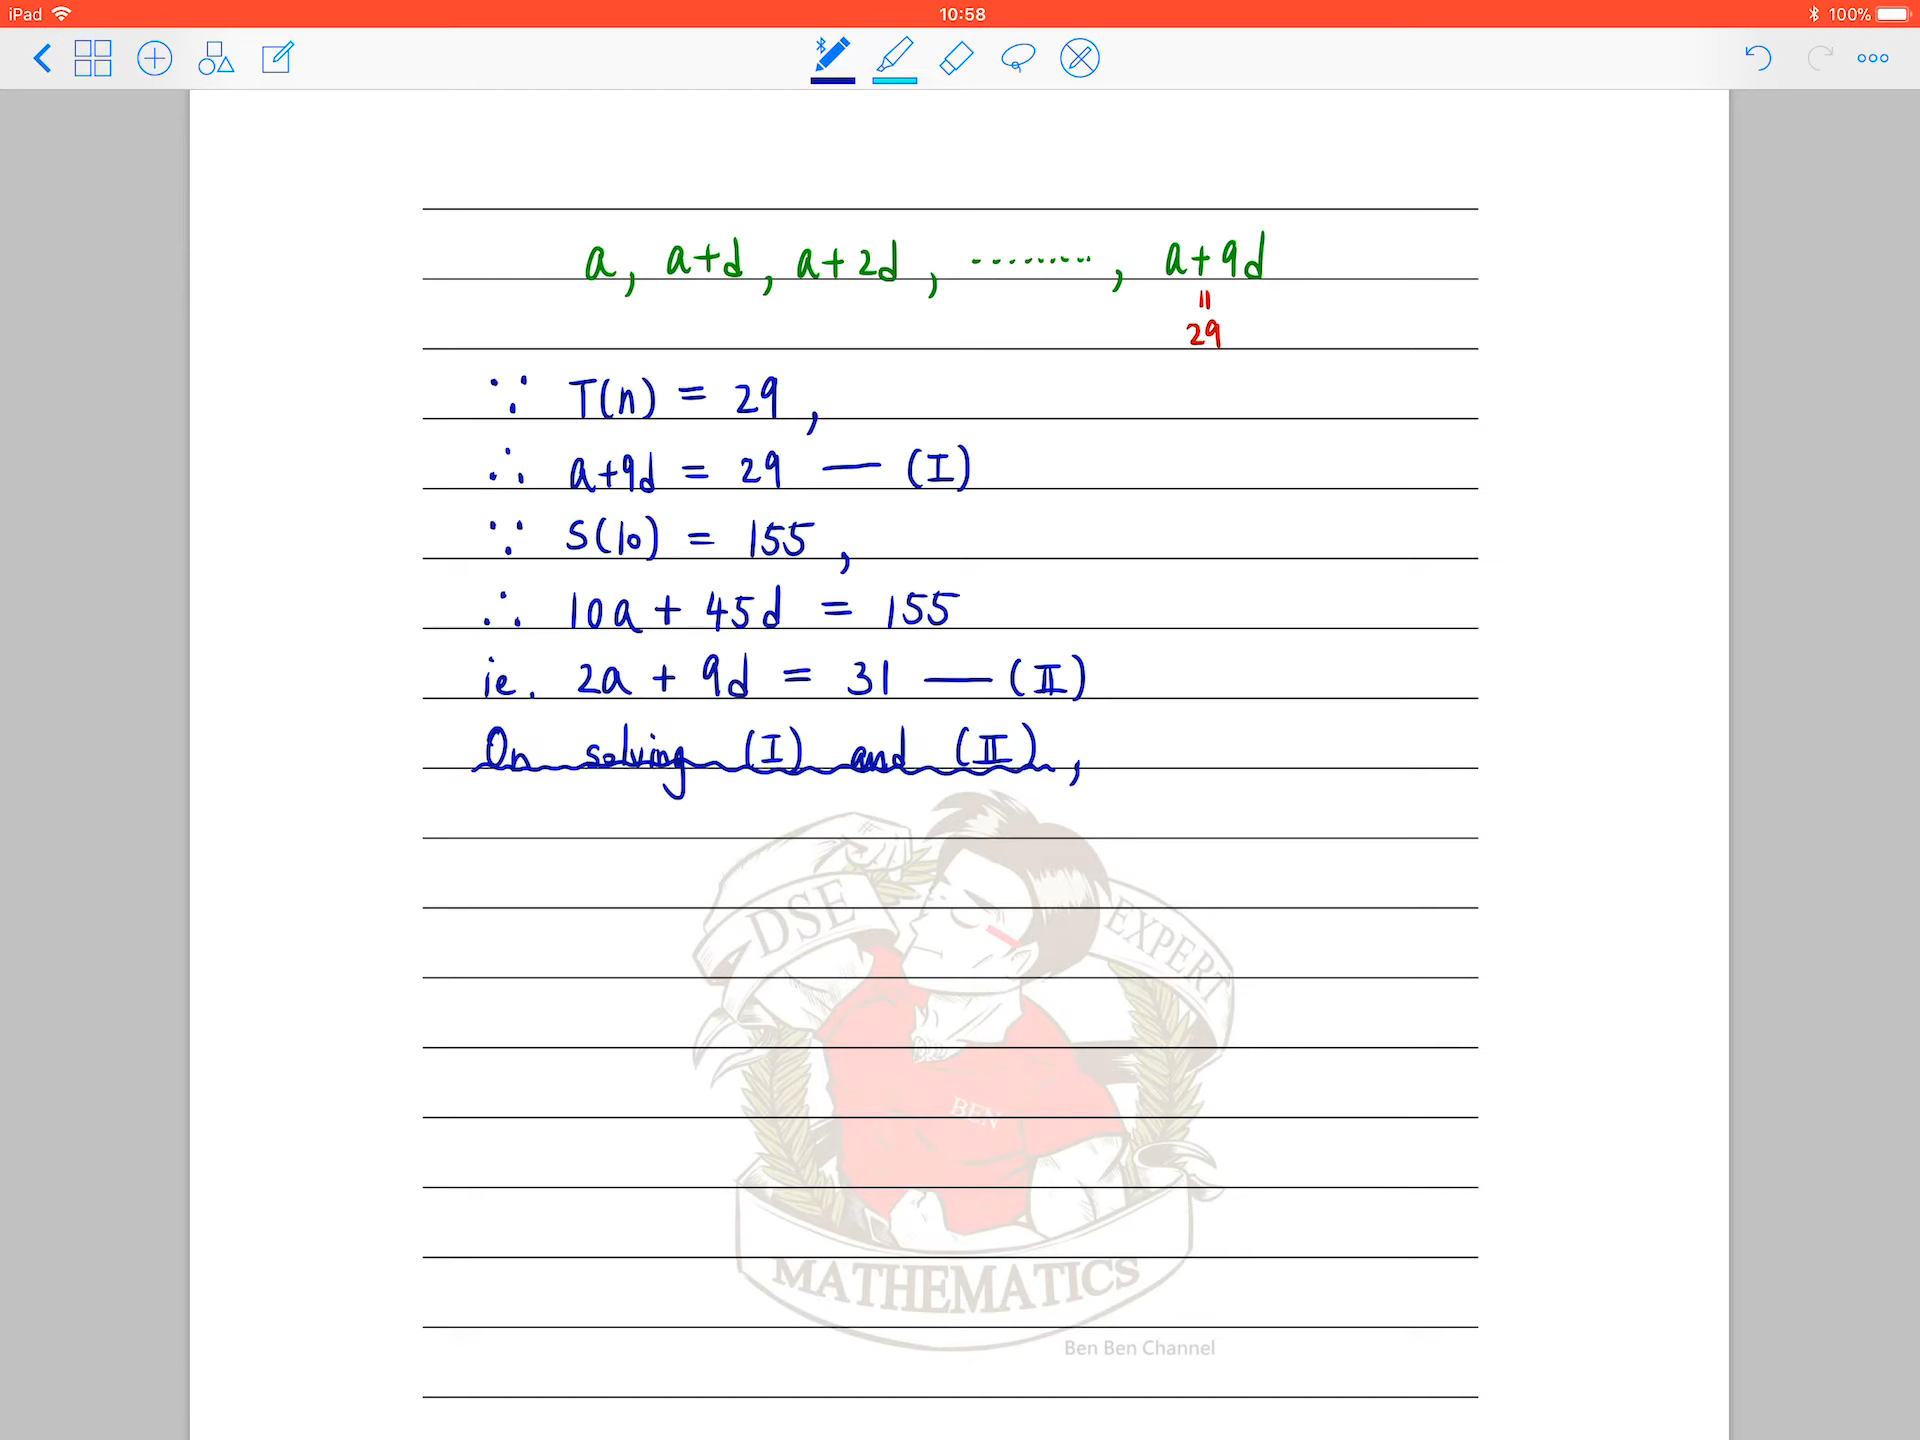 iPad 10:58 100%
a, a+d, a+2d, ........., a+9d
=
29
∵ T(n) = 29,
∴ a+9d = 29 — (I)
∵ S(10) = 155,
∴ 10a + 45d = 155
ie. 2a + 9d = 31 — (II)
On solving (I) and (II),
DSE EXPERT
BEN
MATHEMATICS
Ben Ben Channel